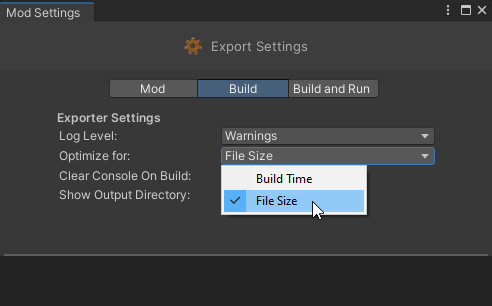 Mod Settings
Export Settings
Mod Build Build and Run
Exporter Settings
Log Level: Warnings
Optimize for: File Size
Clear Console On Build: Build Time
Show Output Directory: File Size